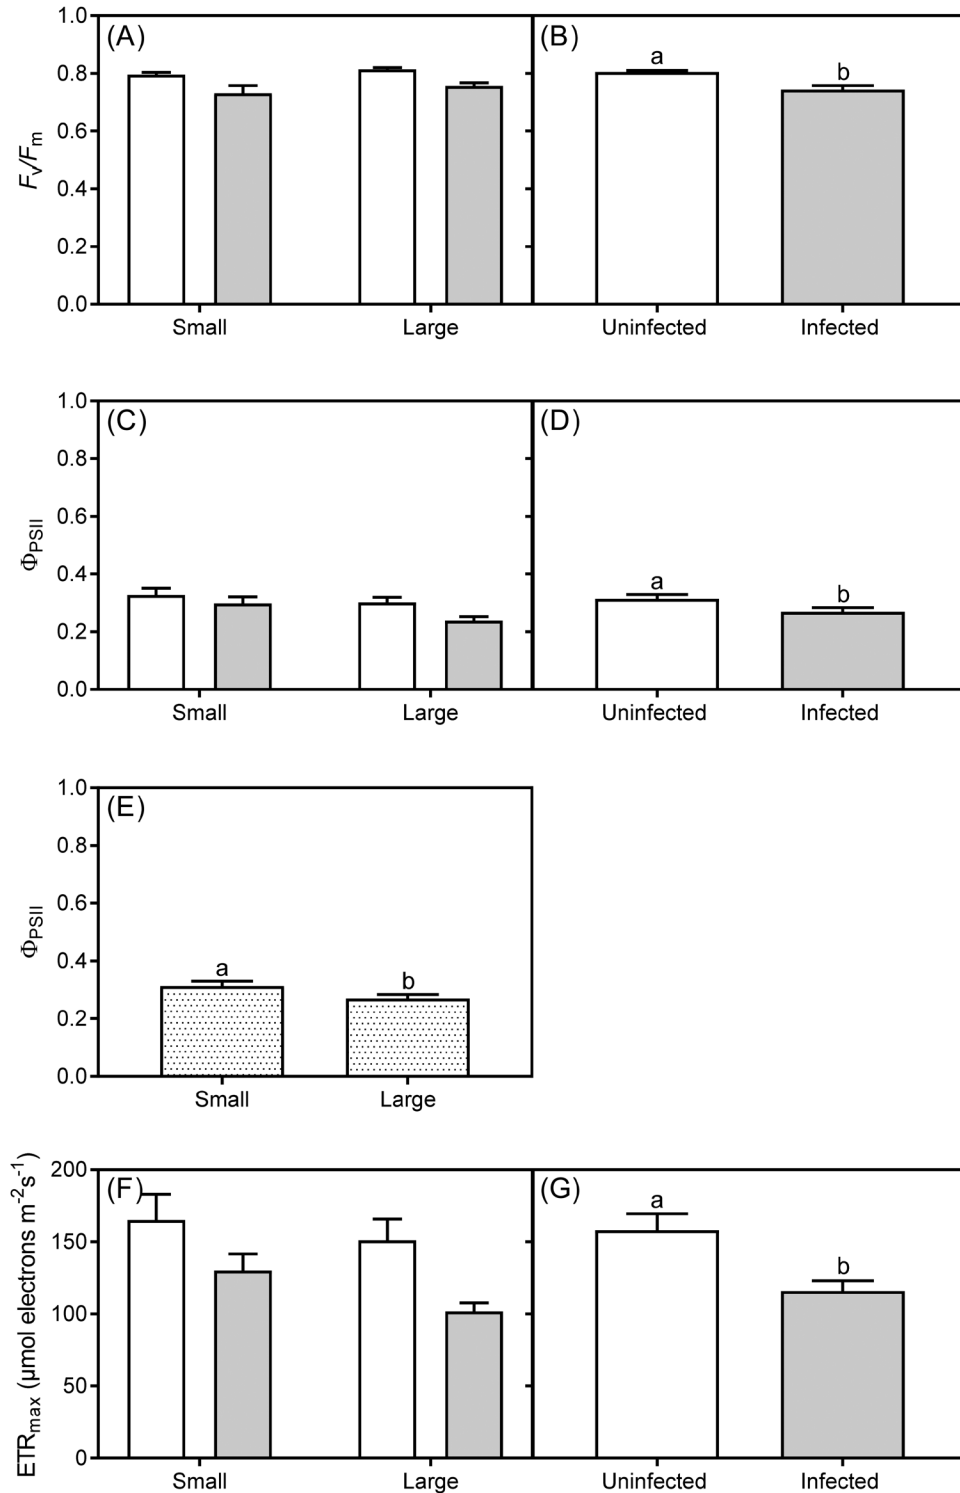 (A)
(B)
1.0
0.8
0.6
0.4
0.2
0.0
Fv/Fm
a
b
Small
Large
Uninfected
Infected
(C)
(D)
1.0
0.8
0.6
0.4
0.2
0.0
ΦPSII
a
b
Small
Large
Uninfected
Infected
(E)
1.0
0.8
0.6
0.4
0.2
0.0
ΦPSII
a
b
Small
Large
(F)
(G)
200
150
100
50
0
ETRmax (µmol electrons m⁻²s⁻¹)
a
b
Small
Large
Uninfected
Infected